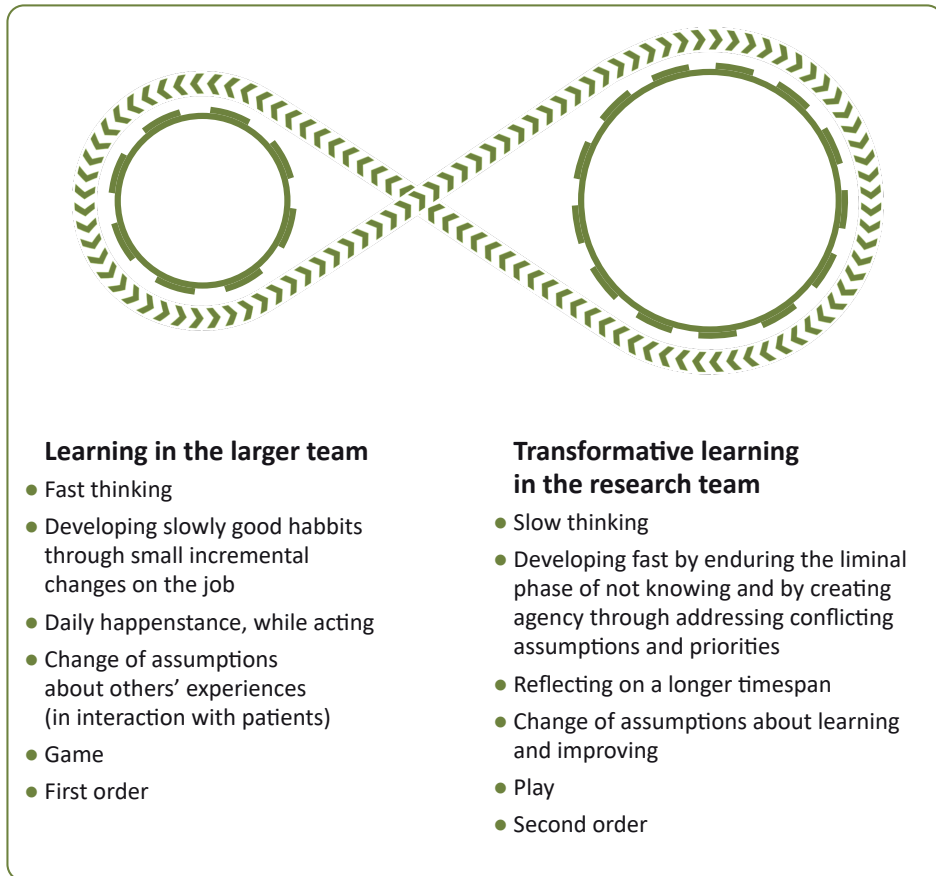 Learning in the larger team
• Fast thinking
• Developing slowly good habbits
through small incremental
changes on the job
• Daily happenstance, while acting
• Change of assumptions
about others’ experiences
(in interaction with patients)
• Game
• First order
Transformative learning
in the research team
• Slow thinking
• Developing fast by enduring the liminal
phase of not knowing and by creating
agency through addressing conflicting
assumptions and priorities
• Reflecting on a longer timespan
• Change of assumptions about learning
and improving
• Play
• Second order